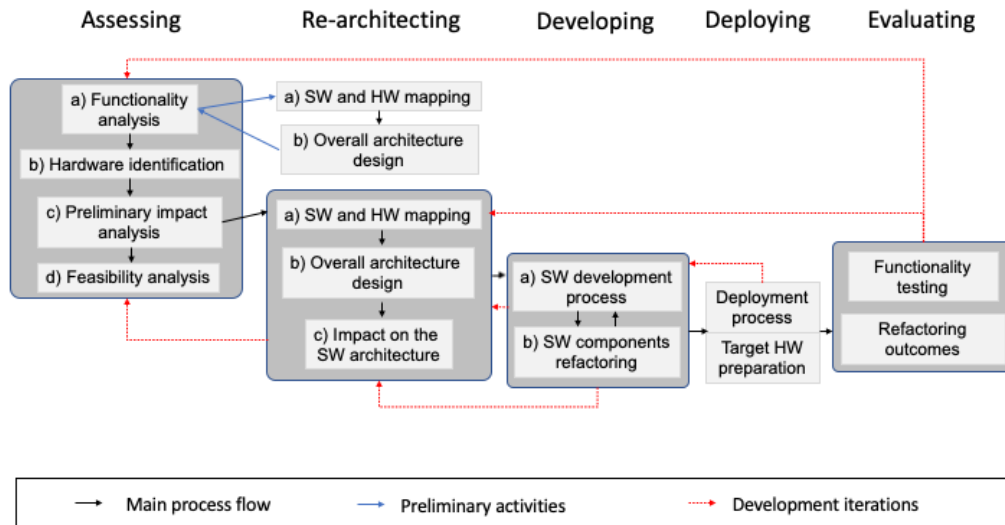 Assessing
Re-architecting
Developing
Deploying
Evaluating
a) Functionality
analysis
b) Hardware identification
c) Preliminary impact
analysis
d) Feasibility analysis
a) SW and HW mapping
b) Overall architecture
design
a) SW and HW mapping
b) Overall architecture
design
c) Impact on the
SW architecture
a) SW development
process
b) SW components
refactoring
Deployment
process
Target HW
preparation
Functionality
testing
Refactoring
outcomes
Main process flow
Preliminary activities
Development iterations